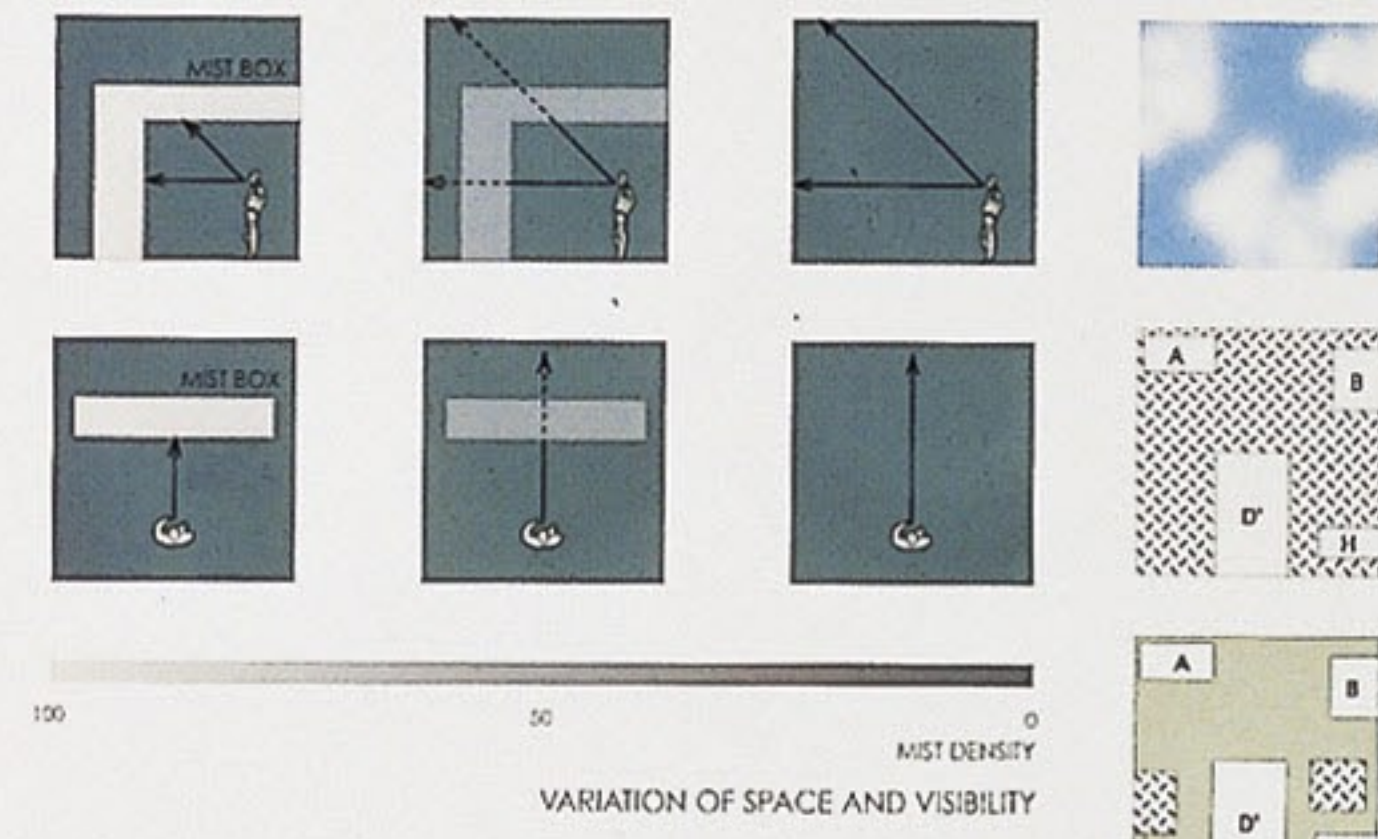 MIST BOX
MIST BOX
100 50 0
MIST DENSITY
VARIATION OF SPACE AND VISIBILITY
A
B
D'
H
A
B
D'